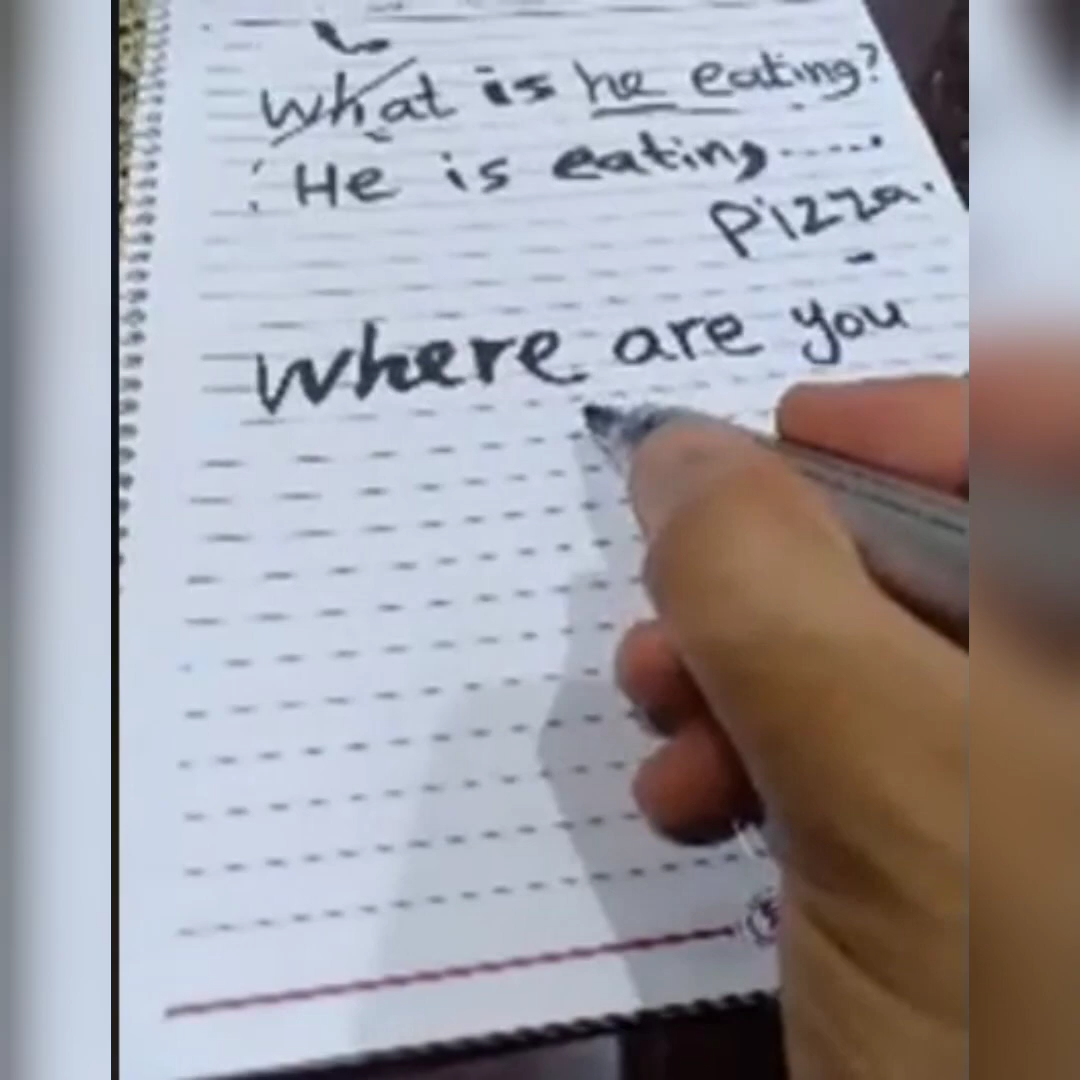 What is he eating?
: He is eating......
Pizza.
Where are you